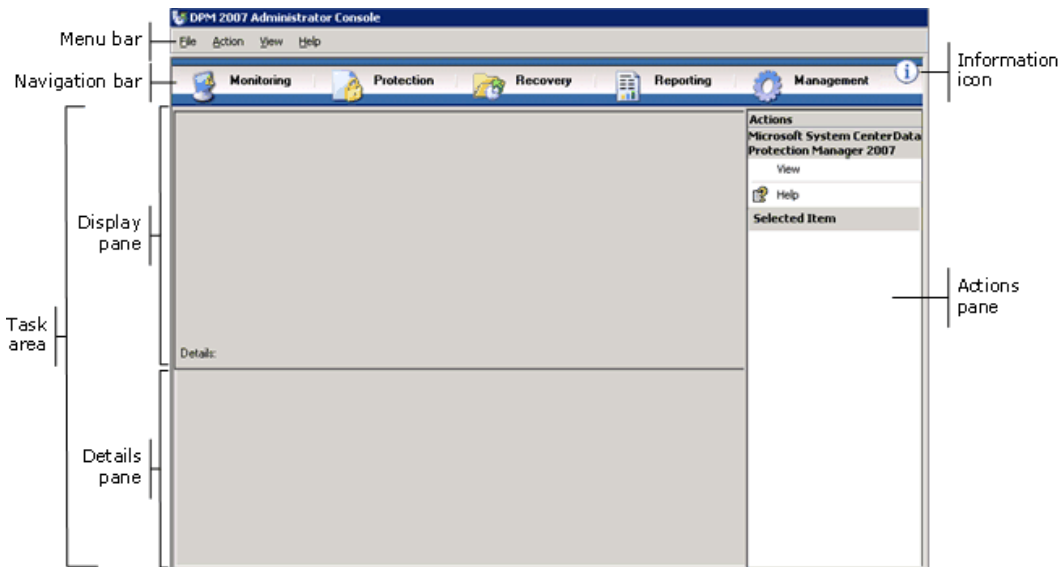 DPM 2007 Administrator Console
Menu bar
File Action View Help
Navigation bar
Monitoring Protection Recovery Reporting Management
Information
icon
Actions
Microsoft System CenterData
Protection Manager 2007
View
Help
Selected Item
Display
pane
Actions
pane
Task
area
Details:
Details
pane